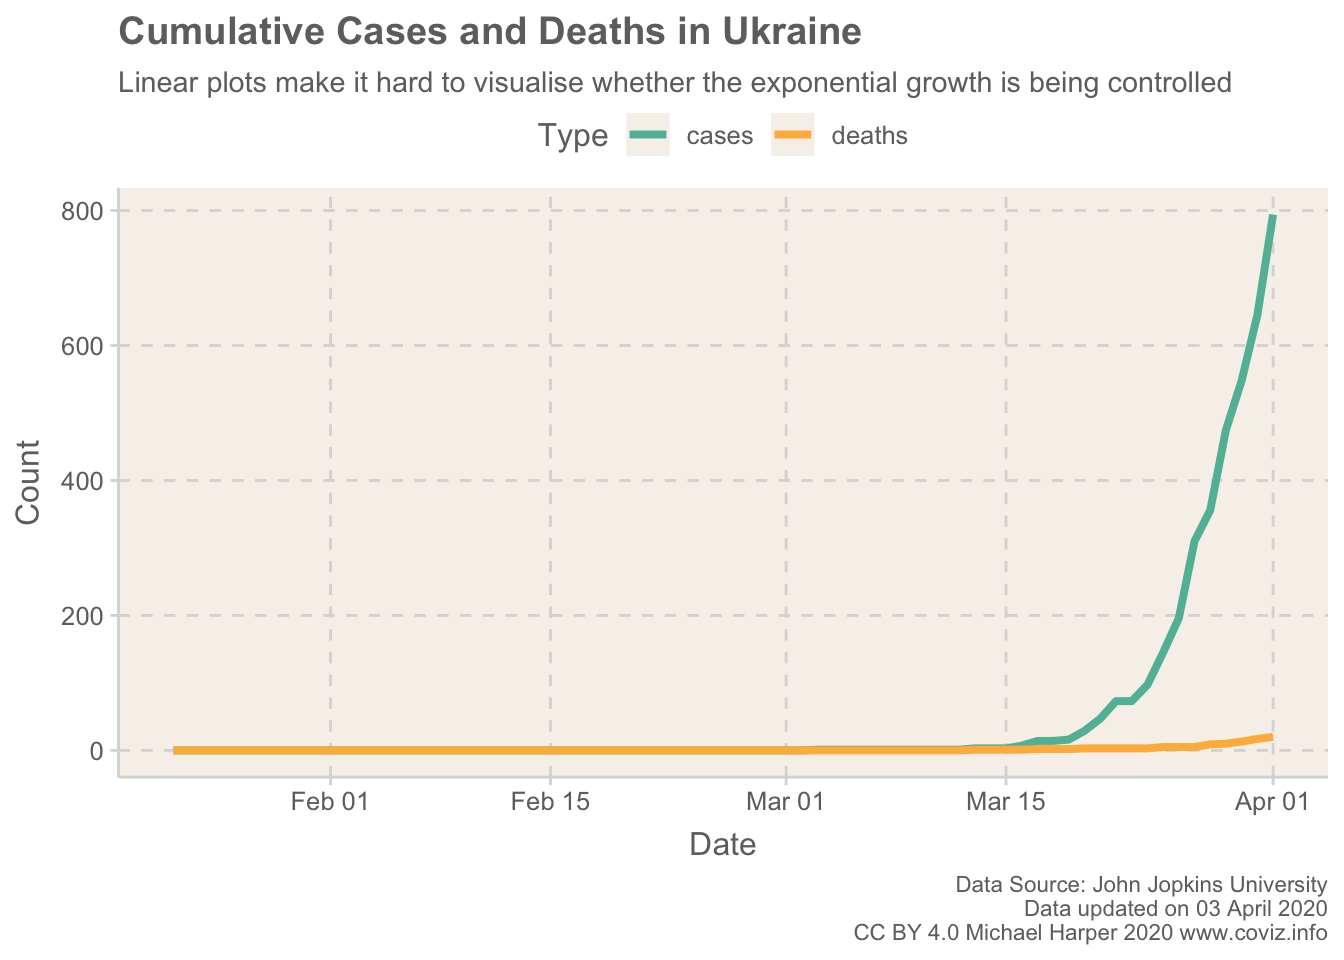 Cumulative Cases and Deaths in Ukraine
Linear plots make it hard to visualise whether the exponential growth is being controlled
Type cases deaths
800
600
400
200
0
Count
Feb 01 Feb 15 Mar 01 Mar 15 Apr 01
Date
Data Source: John Jopkins University
Data updated on 03 April 2020
CC BY 4.0 Michael Harper 2020 www.coviz.info